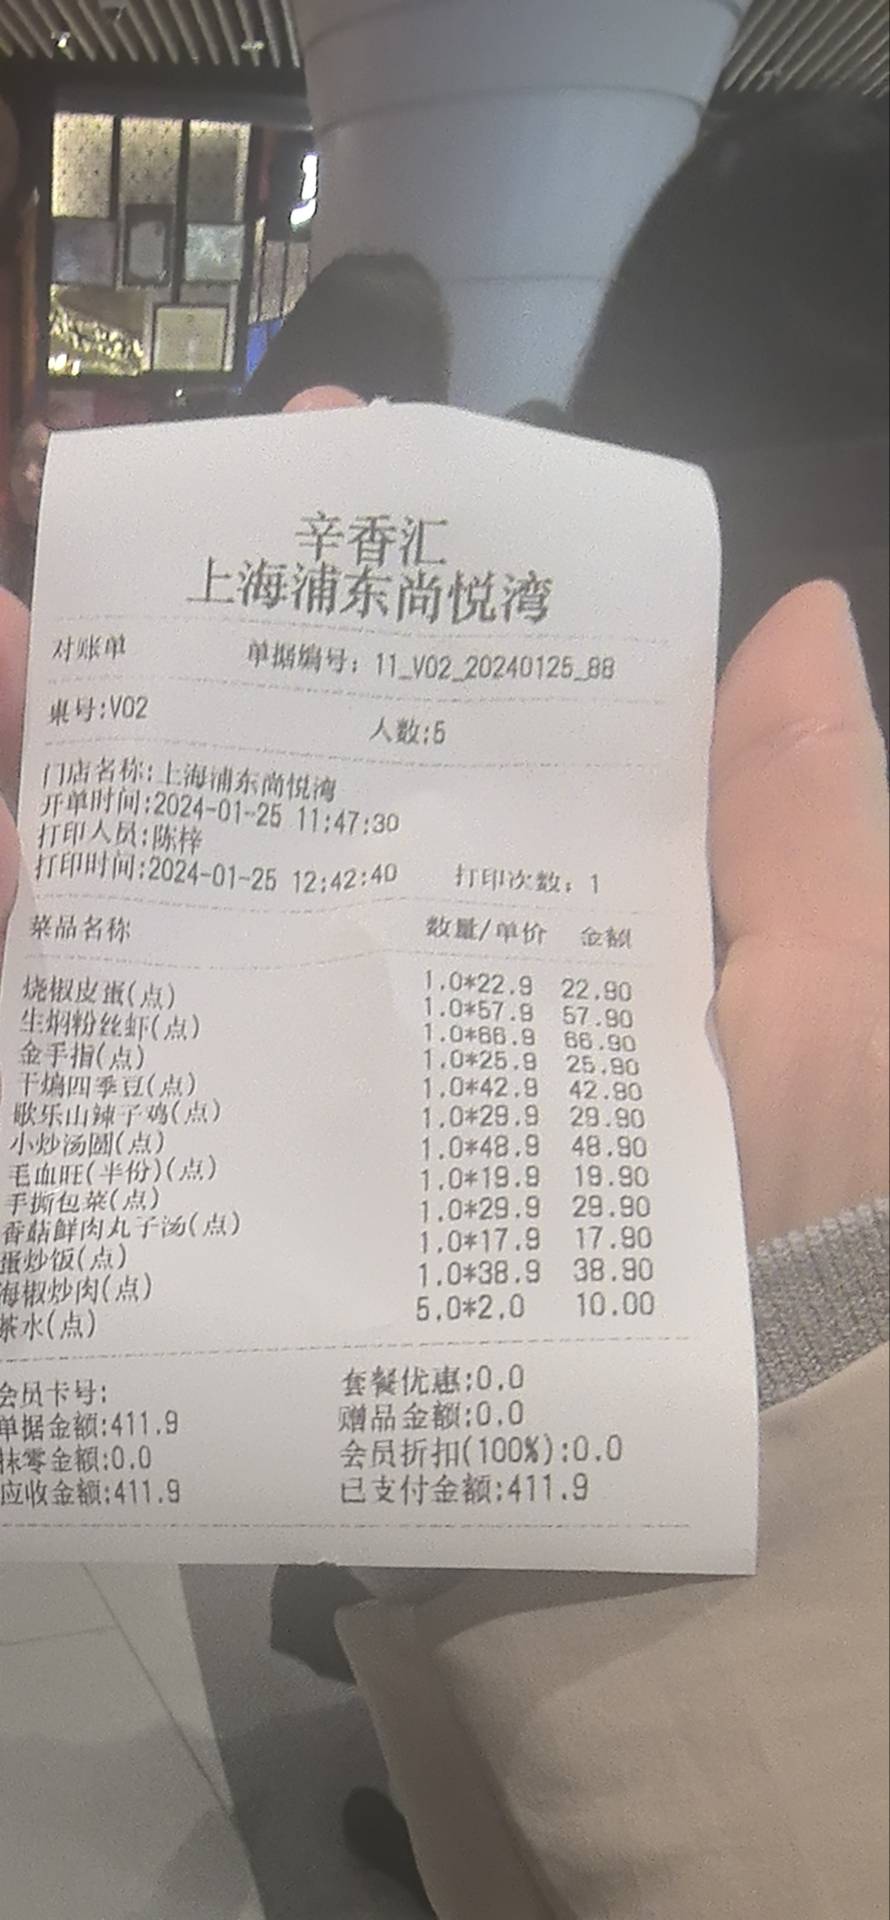 辛香汇
上海浦东尚悦湾
对账单 单据编号：11_V02_20240125_88
桌号:V02 人数:5
门店名称:上海浦东尚悦湾
开单时间:2024-01-25 11:47:30
打印人员:陈梓
打印时间:2024-01-25 12:42:40 打印次数：1
菜品名称 数量/单价 金额
烧椒皮蛋(点) 1.0*22.9 22.90
生焖粉丝虾(点) 1.0*57.9 57.90
金手指(点) 1.0*66.9 66.90
干煸四季豆(点) 1.0*25.9 25.90
歌乐山辣子鸡(点) 1.0*42.9 42.90
小炒汤圆(点) 1.0*29.9 29.90
毛血旺(半份)(点) 1.0*48.9 48.90
手撕包菜(点) 1.0*19.9 19.90
香菇鲜肉丸子汤(点) 1.0*29.9 29.90
蛋炒饭(点) 1.0*17.9 17.90
海椒炒肉(点) 1.0*38.9 38.90
茶水(点) 5.0*2.0 10.00
会员卡号: 套餐优惠:0.0
单据金额:411.9 赠品金额:0.0
抹零金额:0.0 会员折扣(100%):0.0
应收金额:411.9 已支付金额:411.9